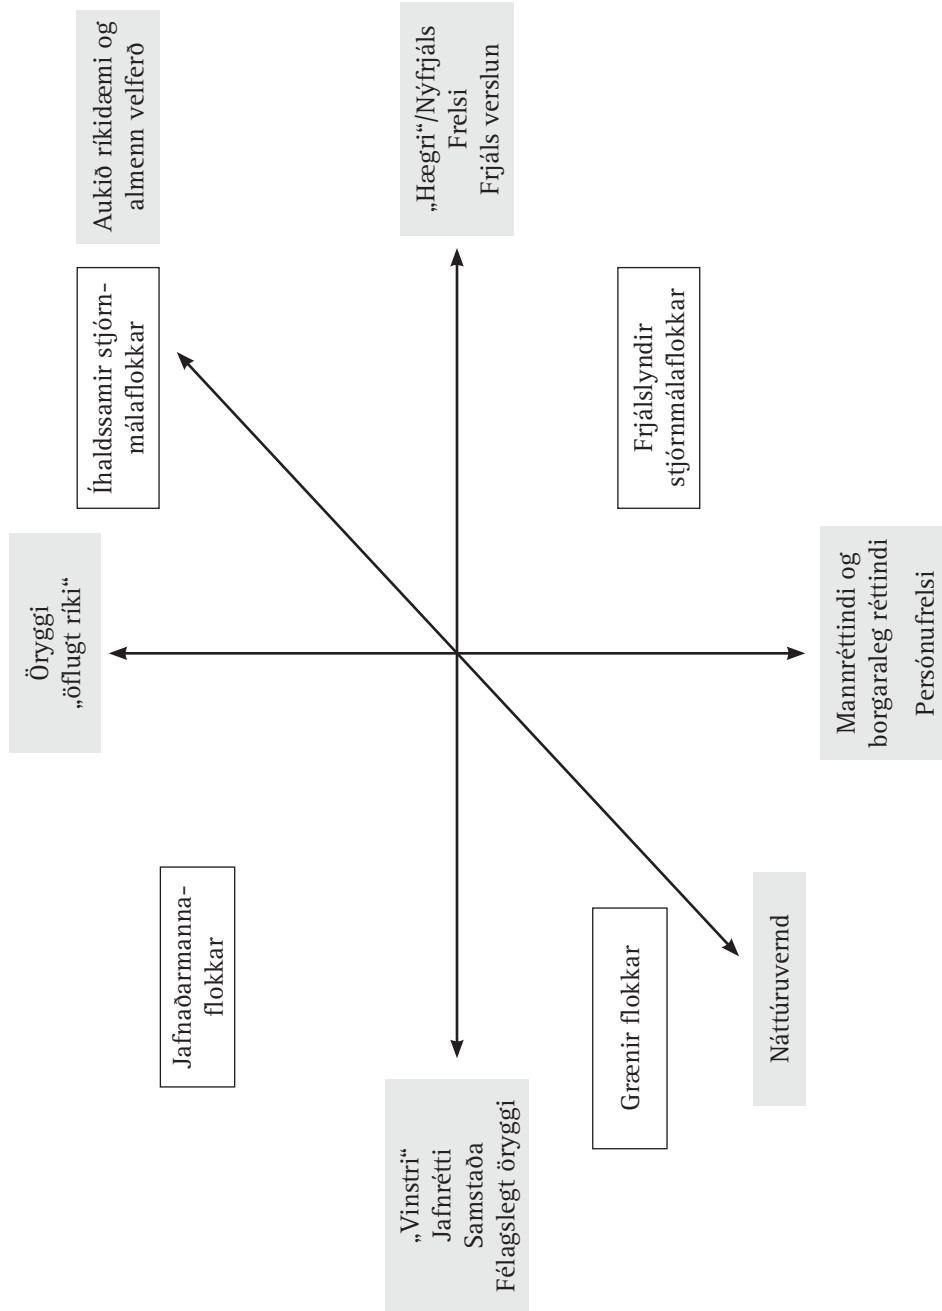 Öryggi
„öflugt ríki“
Íhaldssamir stjórn-
málaflokkar
Aukið ríkidæmi og
almenn velferð
Jafnaðarmanna-
flokkar
„Vinstri“
Jafnrétti
Samstaða
Félagslegt öryggi
„Hægri“/Nýfrjáls
Frelsi
Frjáls verslun
Grænir flokkar
Frjálslyndir
stjórnmálaflokkar
Náttúruvernd
Mannréttindi og
borgaraleg réttindi
Persónufrelsi